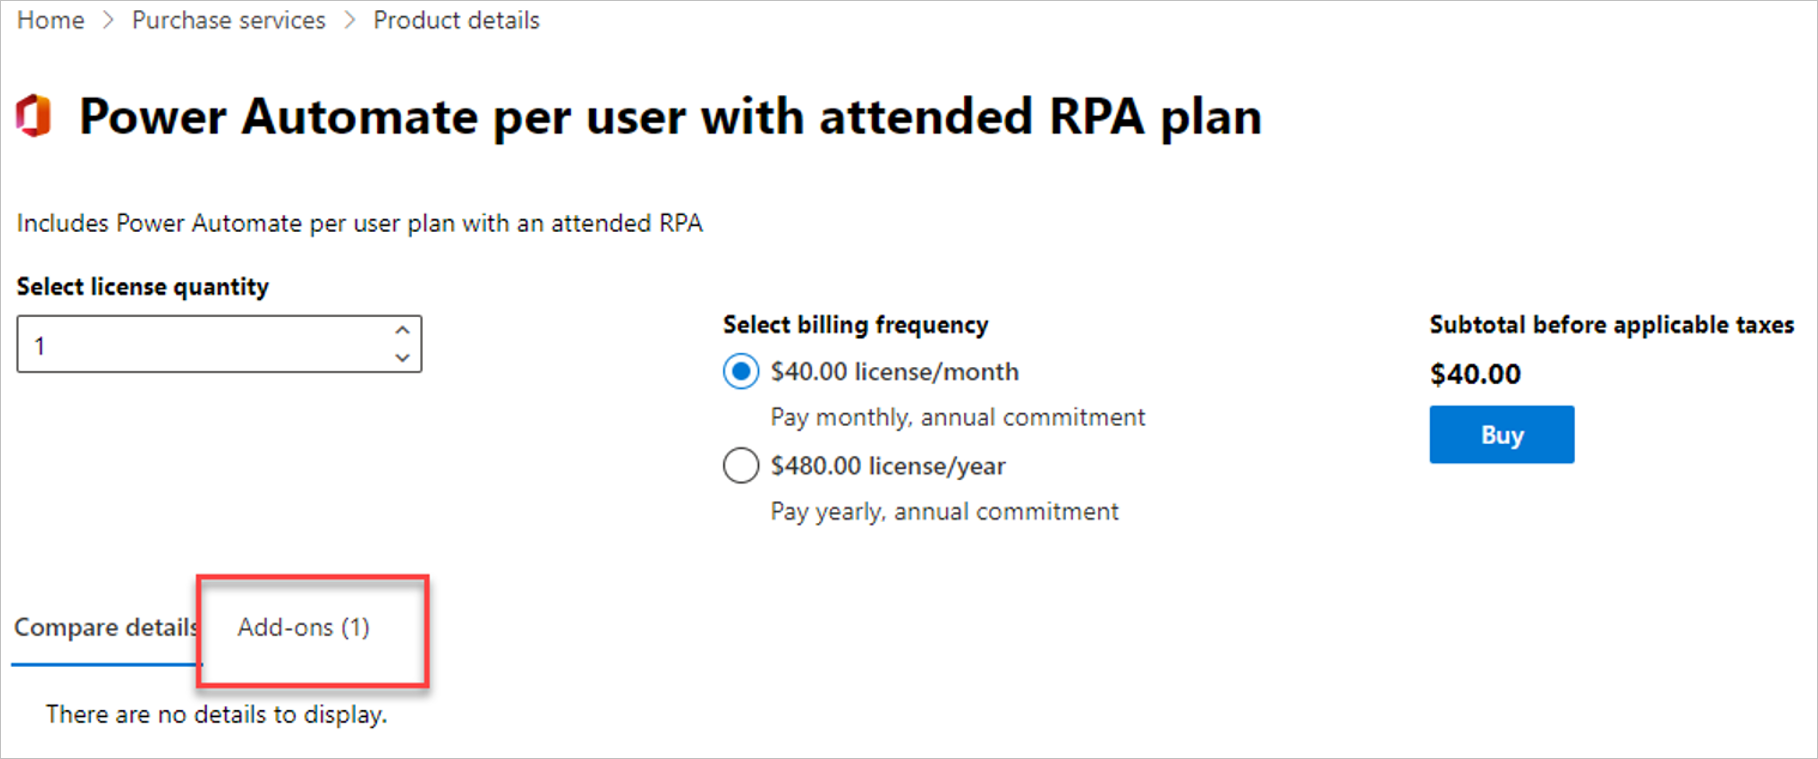 Home > Purchase services > Product details
Power Automate per user with attended RPA plan
Includes Power Automate per user plan with an attended RPA
Select license quantity
1
Select billing frequency
$40.00 license/month
Pay monthly, annual commitment
$480.00 license/year
Pay yearly, annual commitment
Subtotal before applicable taxes
$40.00
Buy
Compare details
Add-ons (1)
There are no details to display.